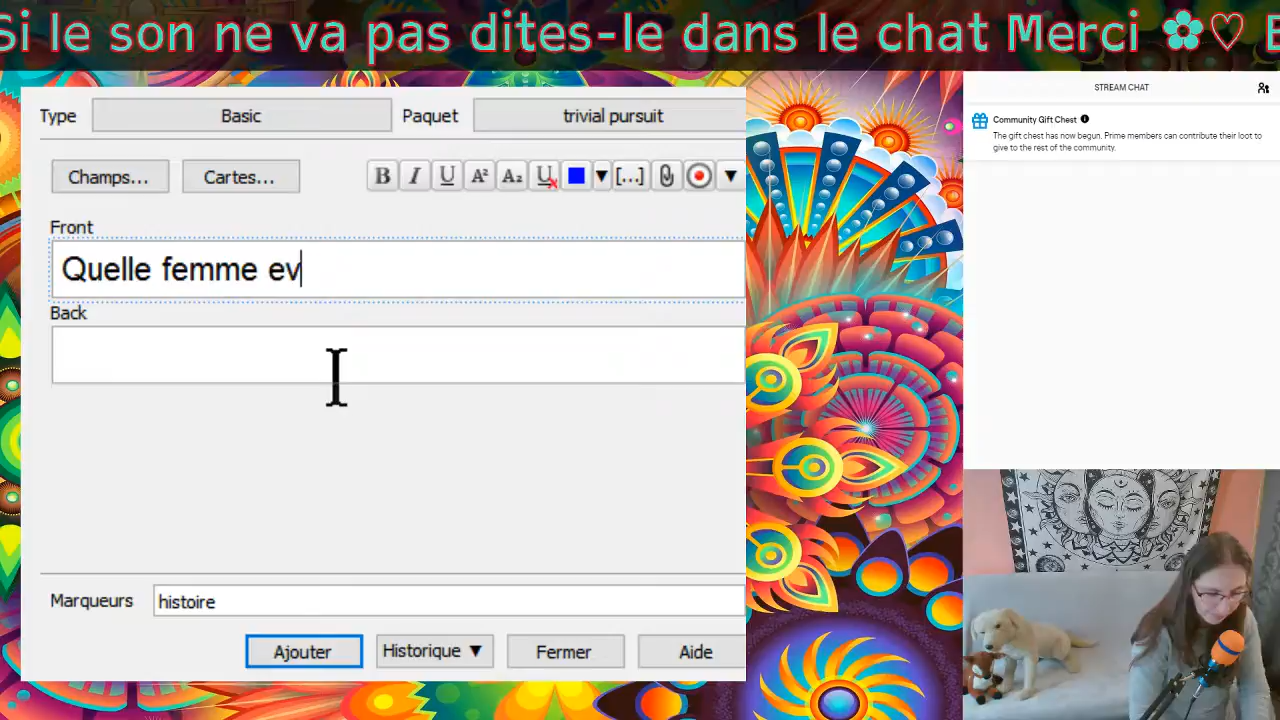 Si le son ne va pas dites-le dans le chat Merci ✿♡
Type Basic Paquet trivial pursuit
Champs... Cartes... B I U A² A₂ U [...]
Front
Quelle femme ev
Back
Marqueurs histoire
Ajouter Historique ▼ Fermer Aide
STREAM CHAT
Community Gift Chest
The gift chest has now begun. Prime members can contribute their loot to
give to the rest of the community.